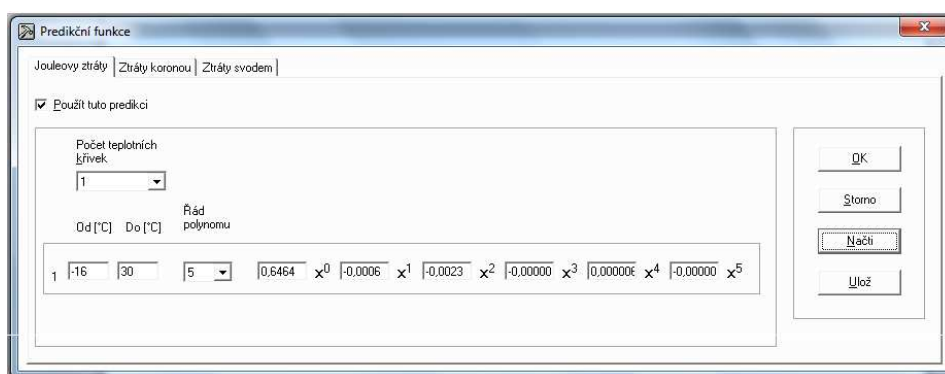 Predikční funkce
Jouleovy ztráty Ztráty koronou Ztráty svodem
Použít tuto predikci
Počet teplotních
křivek
1
Od [°C] Do [°C] Řád
polynomu
1 -16 30 5 0,6464 x0 -0,0006 x1 -0,0023 x2 -0,00000 x3 0,000006 x4 -0,00000 x5
OK
Storno
Načti
Ulož